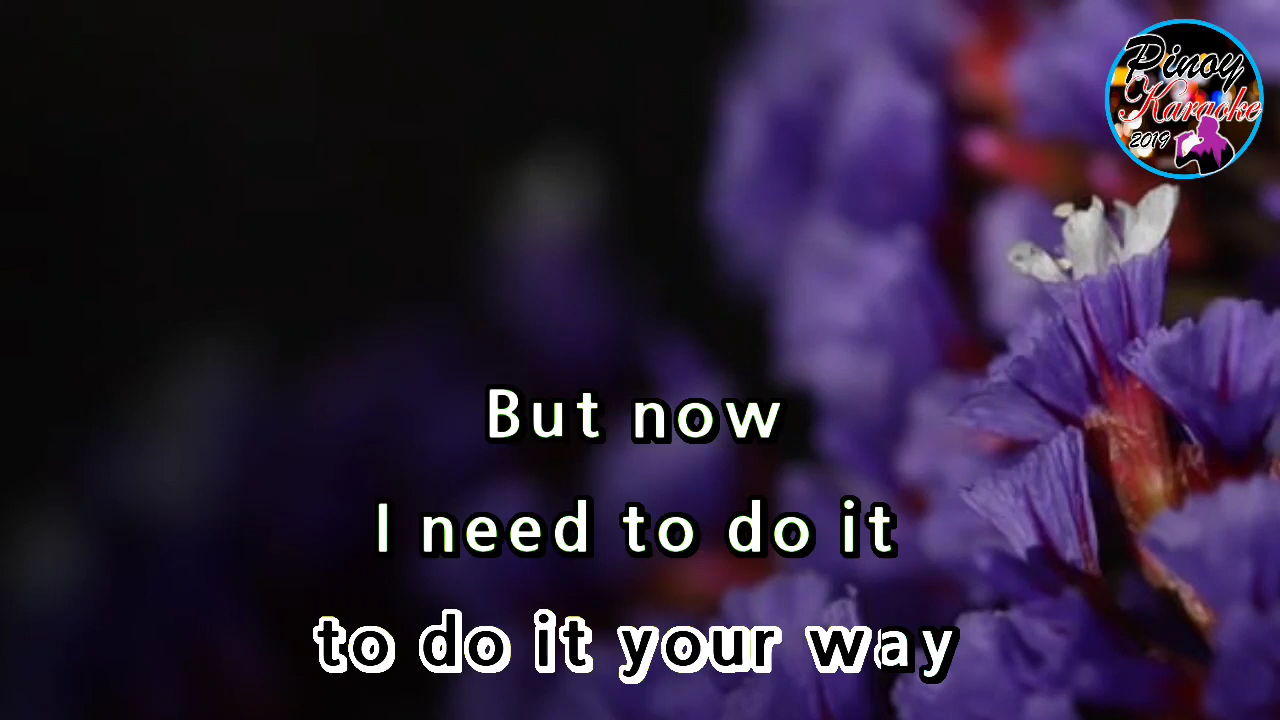 Pinoy
Karaoke
2019
But now
I need to do it
to do it your way